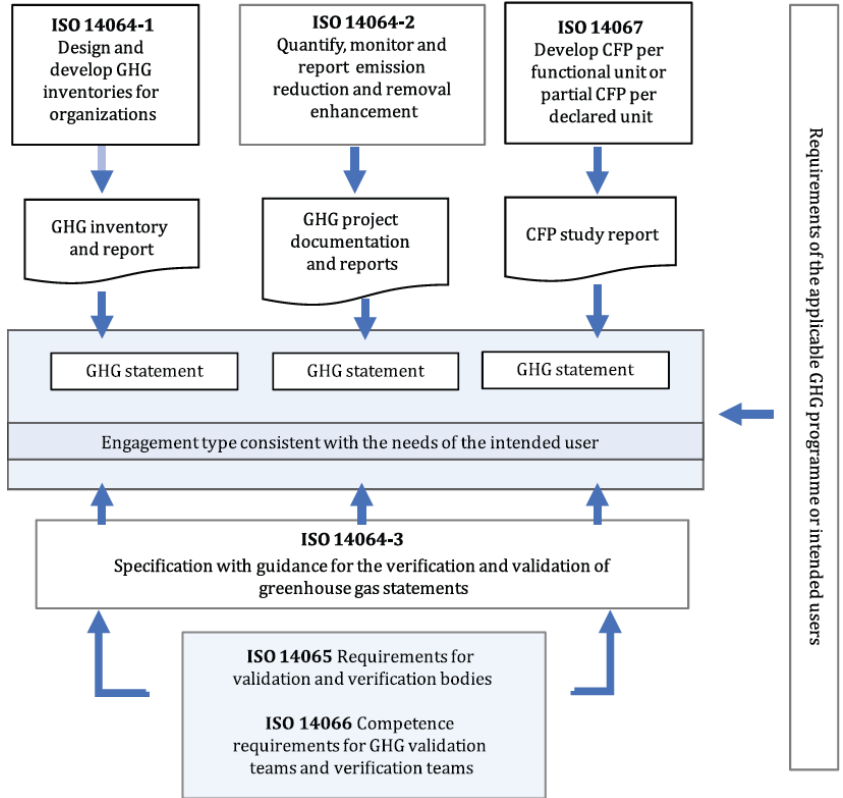 ISO 14064-1
Design and
develop GHG
inventories for
organizations
ISO 14064-2
Quantify, monitor and
report emission
reduction and removal
enhancement
ISO 14067
Develop CFP per
functional unit or
partial CFP per
declared unit
GHG inventory
and report
GHG project
documentation
and reports
CFP study report
GHG statement
GHG statement
GHG statement
Engagement type consistent with the needs of the intended user
ISO 14064-3
Specification with guidance for the verification and validation of
greenhouse gas statements
ISO 14065 Requirements for
validation and verification bodies
ISO 14066 Competence
requirements for GHG validation
teams and verification teams
Requirements of the applicable GHG programme or intended users